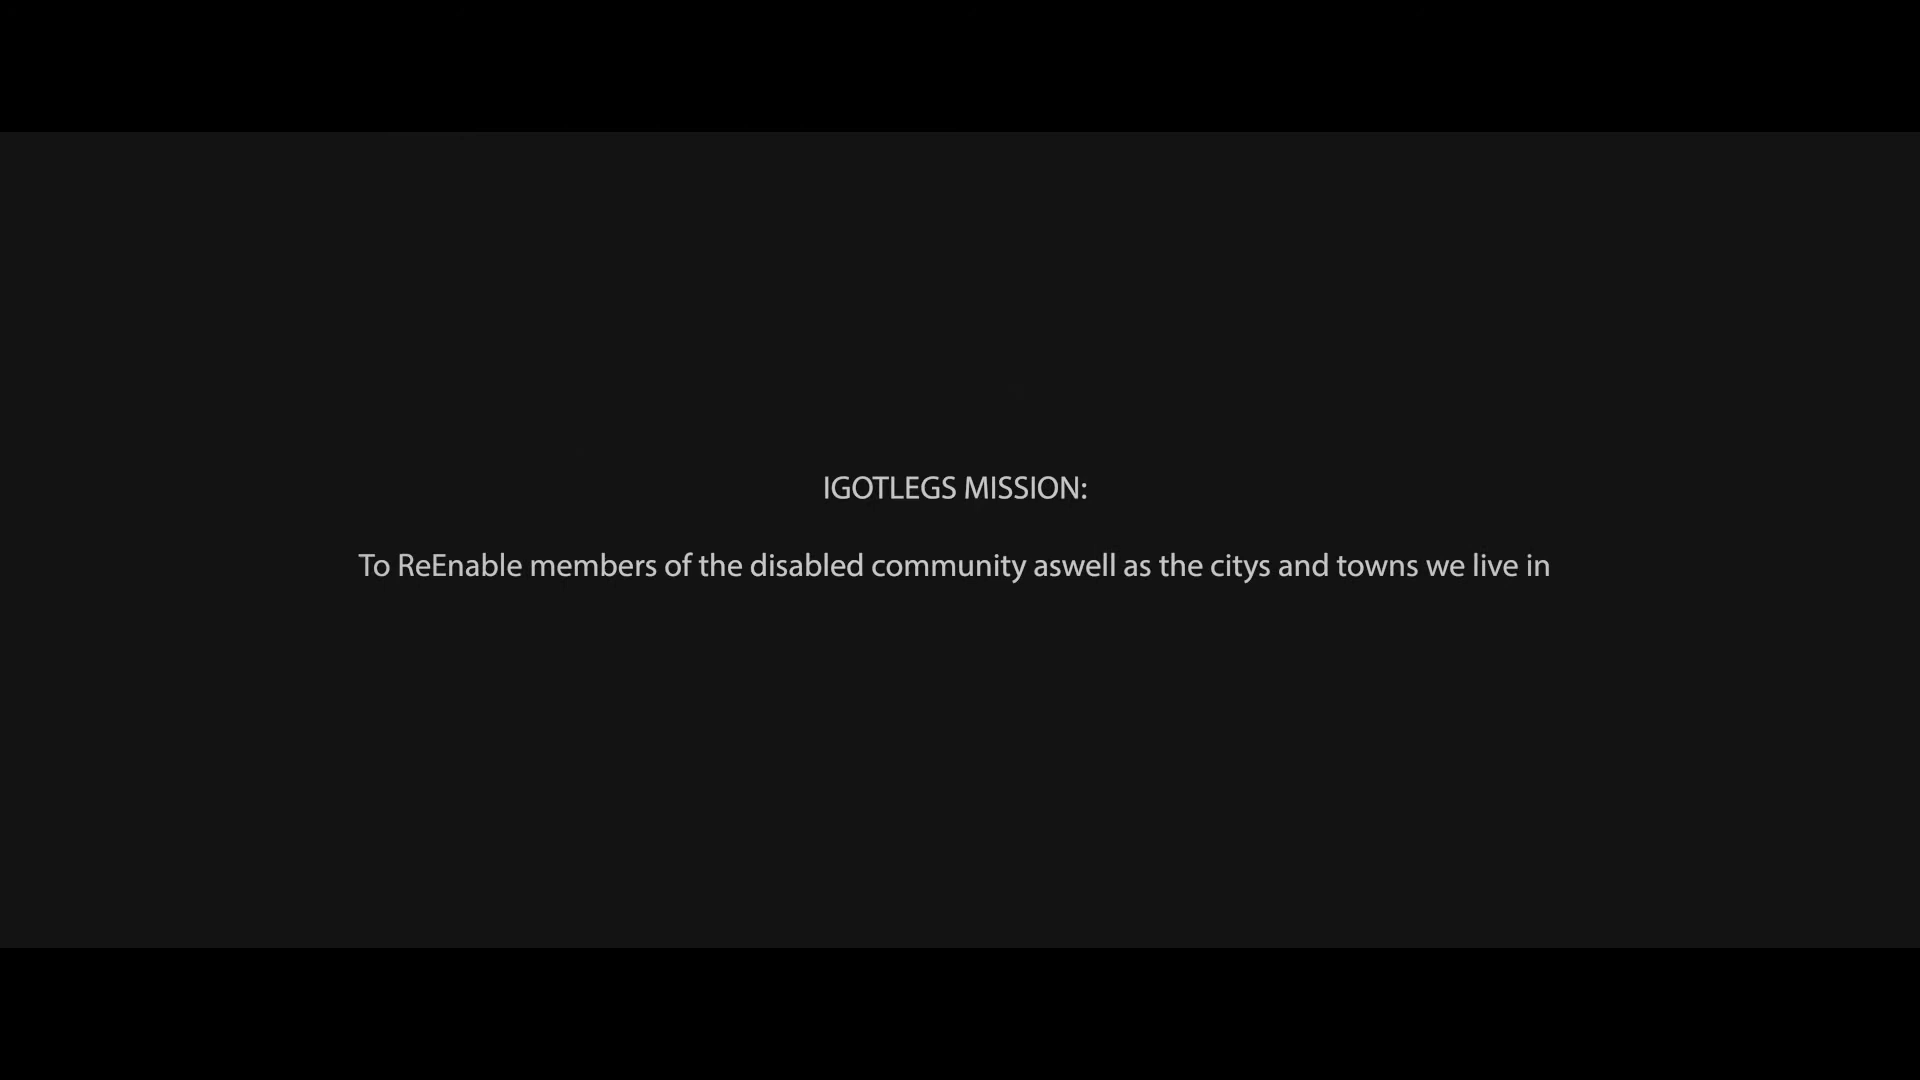 IGOTLEGS MISSION:
To ReEnable members of the disabled community aswell as the citys and towns we live in